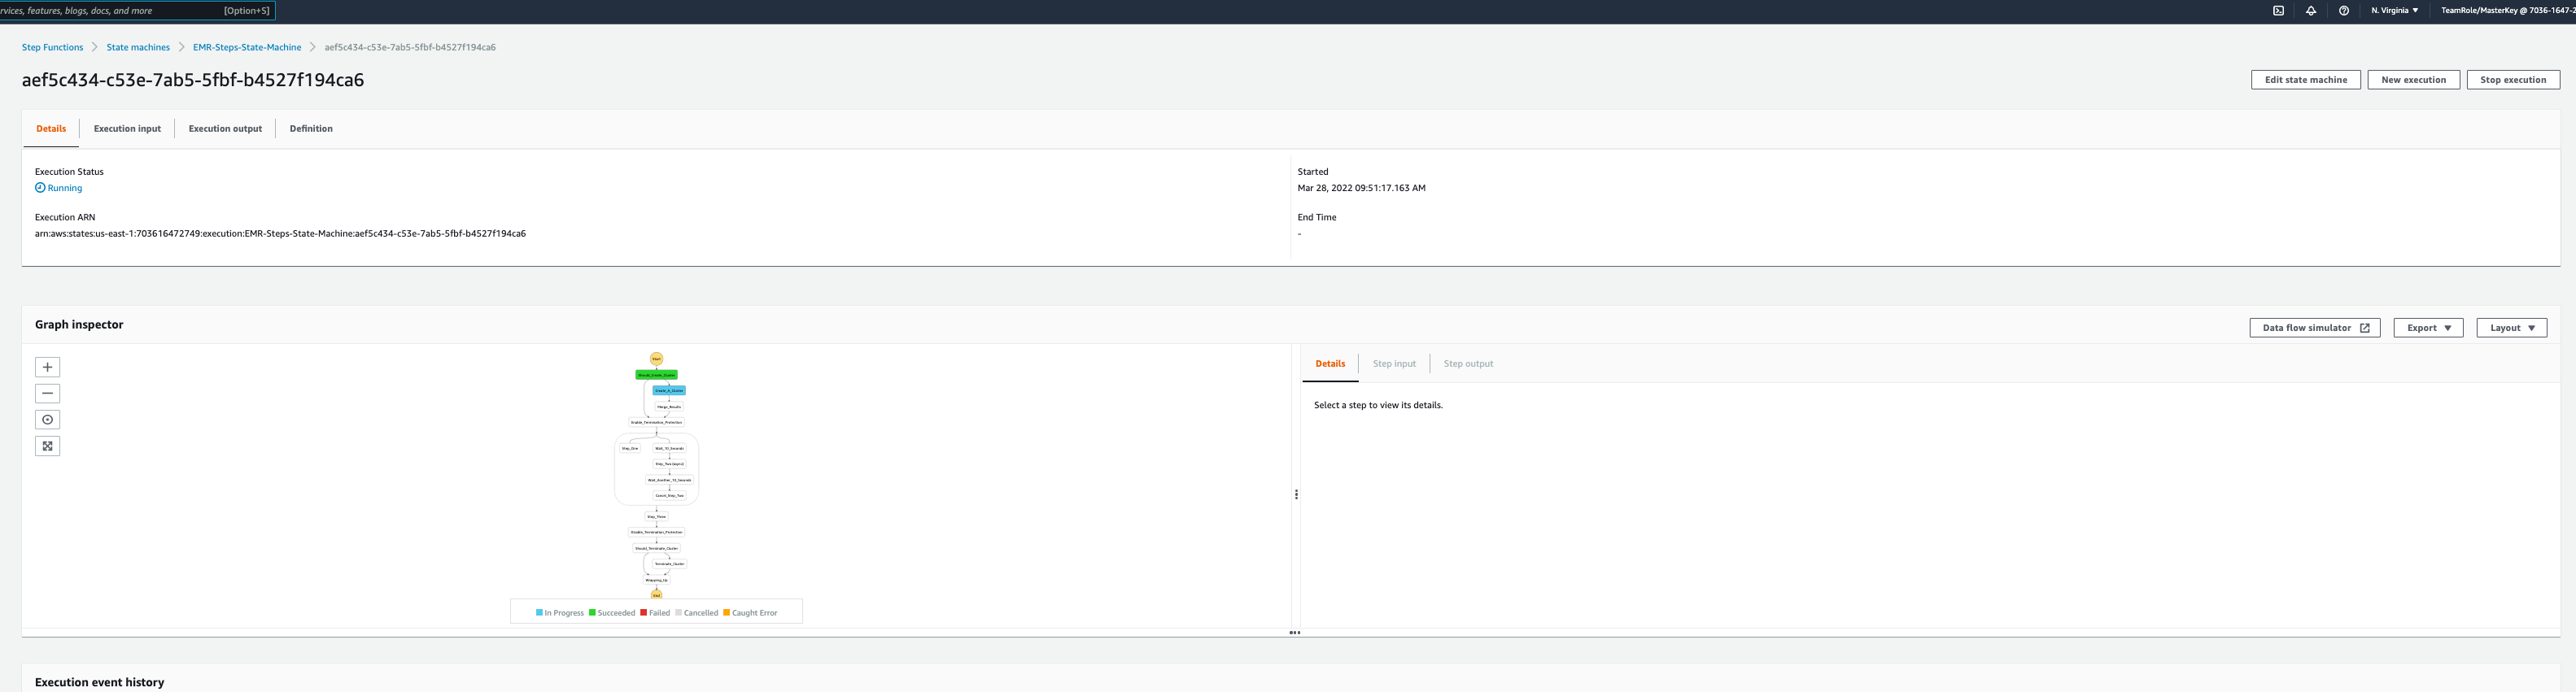 rvices, features, blogs, docs, and more [Option+S] N. Virginia ▼ TeamRole/MasterKey @ 7036-1647-2
Step Functions > State machines > EMR-Steps-State-Machine > aef5c434-c53e-7ab5-5fbf-b4527f194ca6
aef5c434-c53e-7ab5-5fbf-b4527f194ca6
Edit state machine New execution Stop execution
Details Execution input Execution output Definition
Execution Status
Running
Execution ARN
arn:aws:states:us-east-1:703616472749:execution:EMR-Steps-State-Machine:aef5c434-c53e-7ab5-5fbf-b4527f194ca6
Started
Mar 28, 2022 09:51:17.163 AM
End Time
-
Graph inspector
Data flow simulator Export ▼ Layout ▼
Start
Should_Create_Cluster
Create_A_Cluster
Merge_Results
Enable_Termination_Protection
Step_One Wait_10_Seconds
Step_Two (async)
Wait_Another_10_Seconds
Cancel_Step_Two
Step_Three
Disable_Termination_Protection
Should_Terminate_Cluster
Terminate_Cluster
Wrapping_Up
End
In Progress Succeeded Failed Cancelled Caught Error
Details Step input Step output
Select a step to view its details.
Execution event history